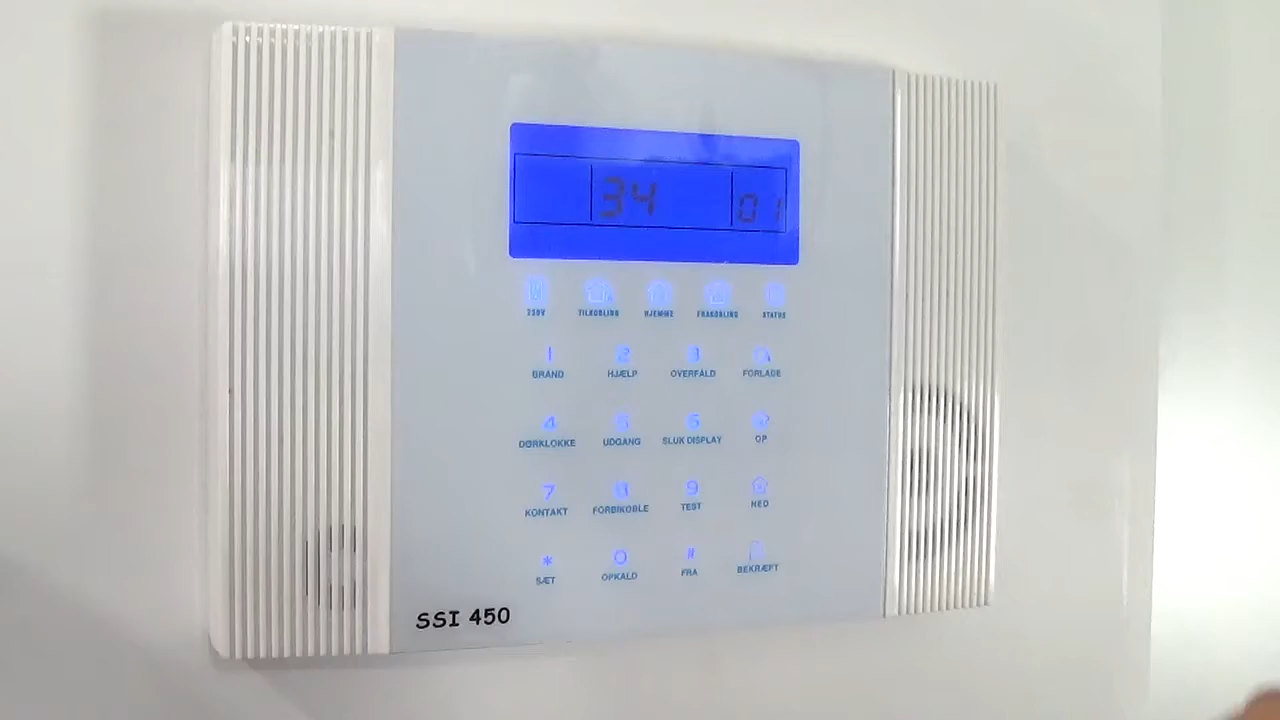 34 01
230V TILKOBLING HJEMME FRAKOBLING STATUS
1 2 3
BRAND HJÆLP OVERFALD FORLADE
4 5 6
DØRKLOKKE UDGANG SLUK DISPLAY OP
7 8 9
KONTAKT FORBIKOBLE TEST NED
* 0 #
SÆT OPKALD FRA BEKRÆFT
SSI 450